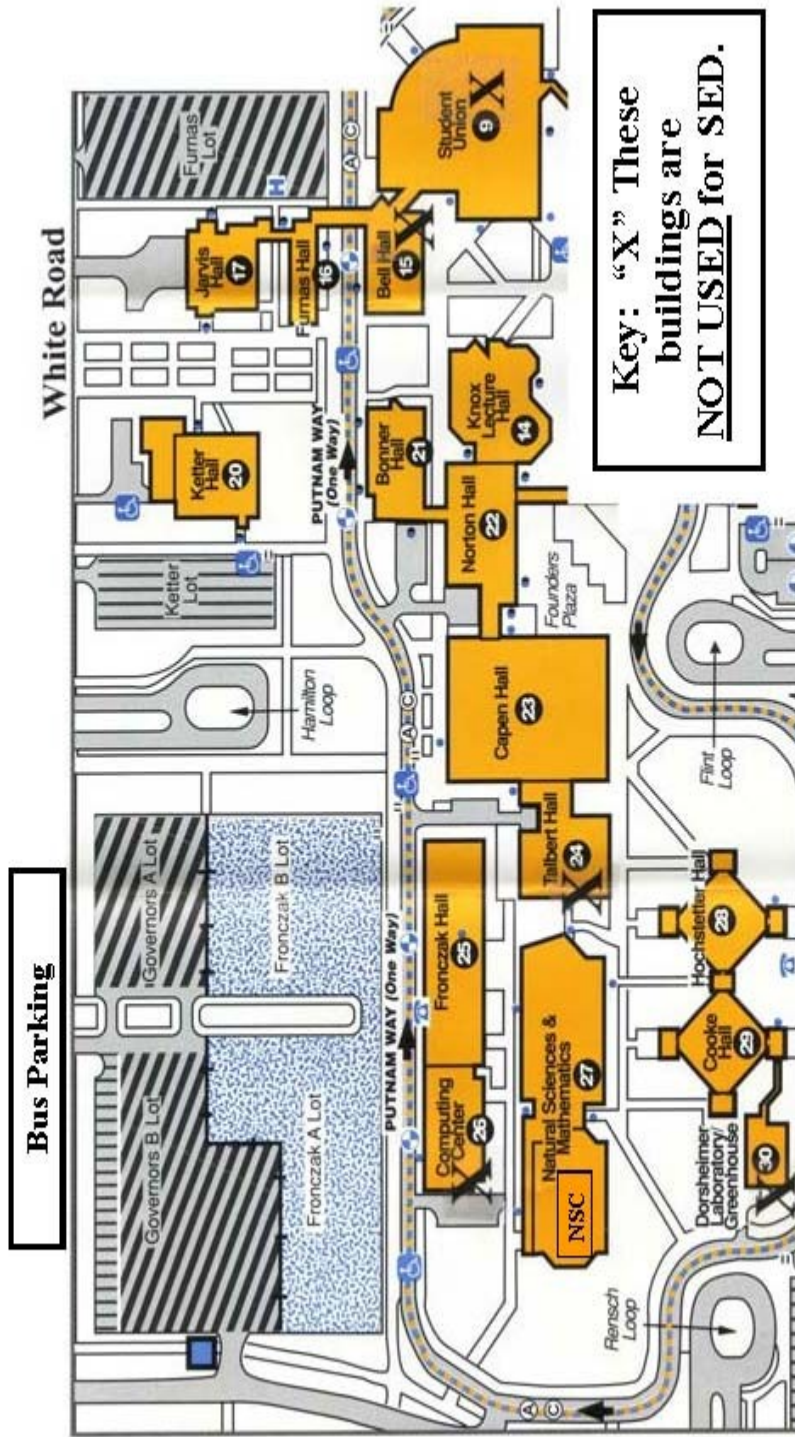 Bus Parking
White Road
Governors B Lot
Governors A Lot
Fronczak A Lot
Fronczak B Lot
Hamilton
Loop
Ketter Lot
Ketter
Hall
20
Jarvis
Hall
17
Furnas
Lot
H
Furnas Hall
16
PUTNAM WAY (One Way)
A C
PUTNAM WAY
(One Way)
A C
A
C
Computing
Center
26
X
Fronczak Hall
25
Bonner
Hall
21
Bell Hall
15
X
Student
Union
9
X
Natural Sciences &
Mathematics
27
NSC
Talbert Hall
24
X
Capen Hall
23
Norton Hall
22
Knox
Lecture
Hall
14
Founders
Plaza
Rensch
Loop
Dorsheimer
Laboratory/
Greenhouse
30
X
Cooke
Hall
29
Hochstetter Hall
28
Flint
Loop
Key: “X” These
buildings are
NOT USED for SED.